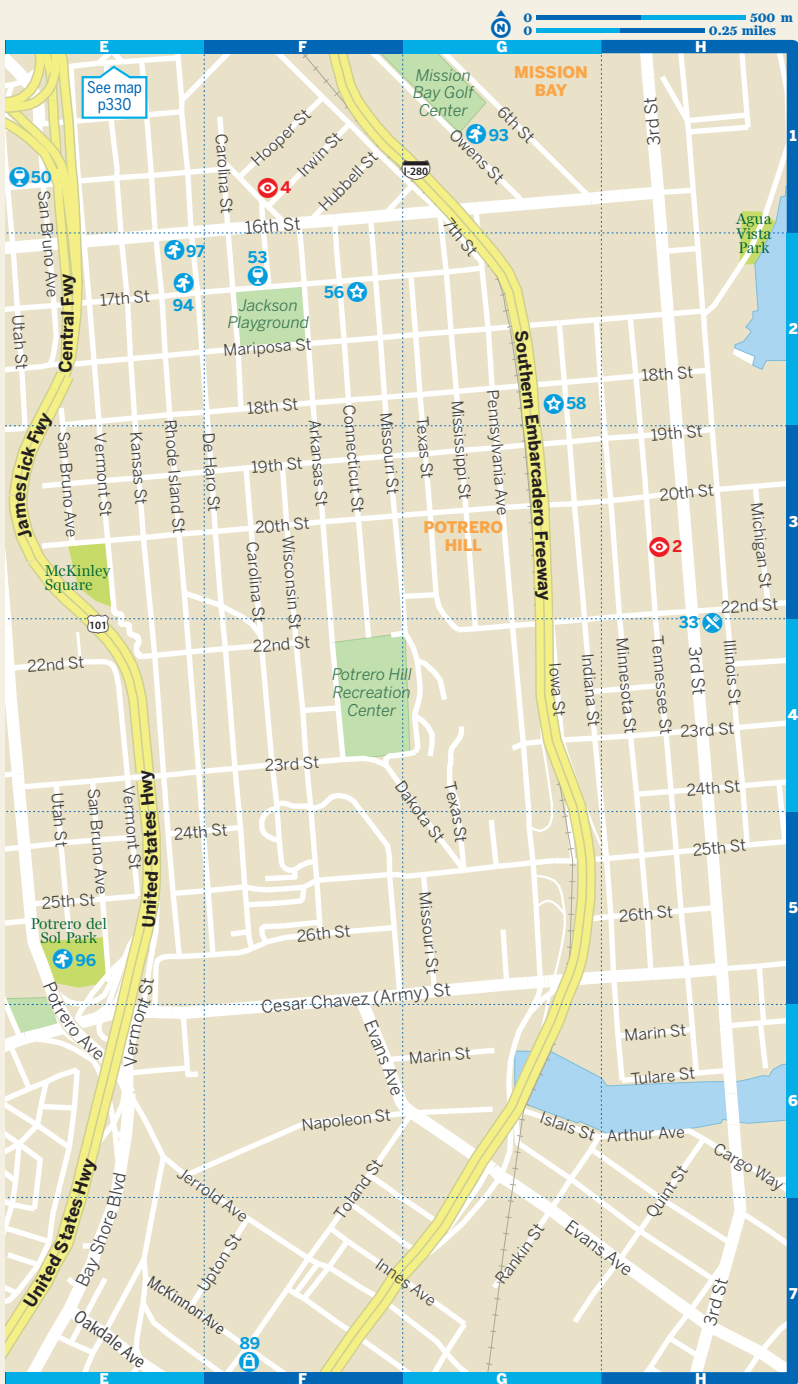 0 500 m
N
0 0.25 miles
E F G H
See map
p330
Mission
Bay Golf
Center
MISSION
BAY
6th St
93
Owens St
3rd St
1
Hooper St
Irwin St
Hubbell St
Carolina St
I-280
50
San Bruno Ave
4
16th St
7th St
Agua
Vista
Park
97
53
94
56
17th St
Jackson
Playground
Central Fwy
Utah St
Mariposa St
2
Southern Embarcadero Freeway
18th St
58
18th St
James Lick Fwy
San Bruno Ave
Vermont St
Kansas St
Rhode Island St
De Haro St
Arkansas St
Connecticut St
Missouri St
Texas St
Mississippi St
Pennsylvania Ave
19th St
19th St
20th St
20th St
POTRERO
HILL
3
2
Michigan St
Carolina St
Wisconsin St
McKinley
Square
101
22nd St
33
22nd St
22nd St
Potrero Hill
Recreation
Center
Iowa St
Indiana St
Minnesota St
Tennessee St
3rd St
Illinois St
4
23rd St
23rd St
24th St
Dakota St
Texas St
Utah St
San Bruno Ave
Vermont St
United States Hwy
24th St
25th St
25th St
Missouri St
26th St
26th St
5
Potrero del
Sol Park
96
Cesar Chavez (Army) St
Potrero Ave
Vermont St
Evans Ave
Marin St
Marin St
Tulare St
6
Napoleon St
Islais St
Arthur Ave
Cargo Way
Jerrold Ave
Toland St
Quint St
United States Hwy
Bay Shore Blvd
Upton St
Innes Ave
Rankin St
Evans Ave
McKinnon Ave
3rd St
7
Oakdale Ave
89
E F G H